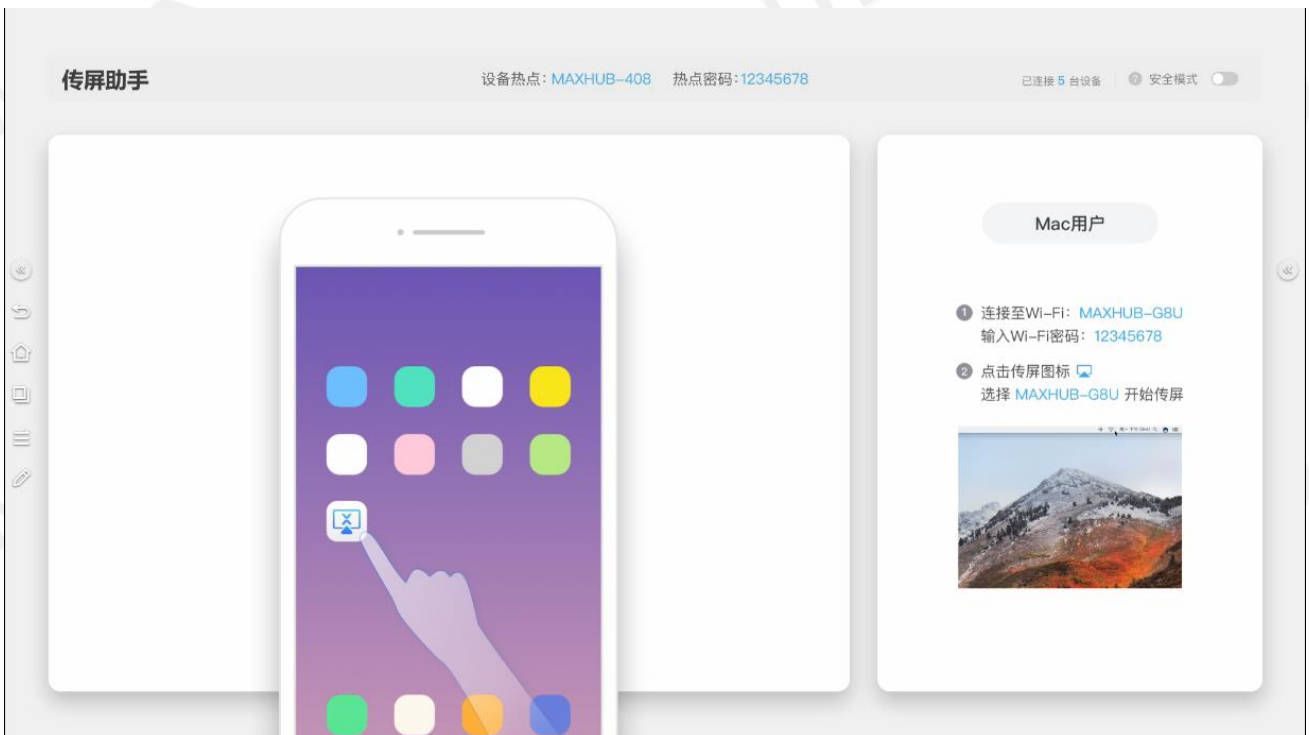 传屏助手
设备热点：MAXHUB-408 热点密码：12345678
已连接 5 台设备
? 安全模式
Mac用户
1 连接至Wi-Fi：MAXHUB-G8U
输入Wi-Fi密码：12345678
2 点击传屏图标
选择 MAXHUB-G8U 开始传屏